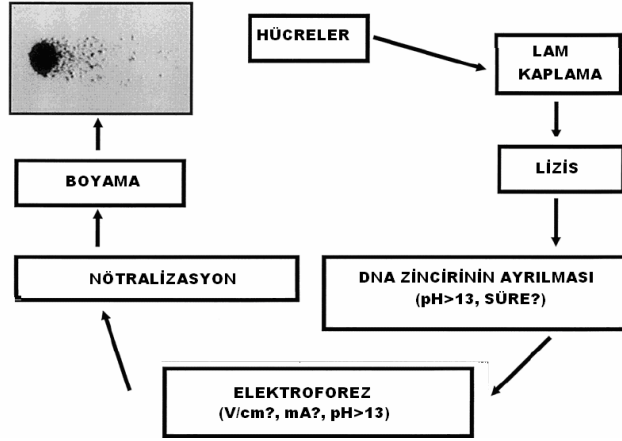 HÜCRELER
LAM
KAPLAMA
LİZİS
DNA ZİNCİRİNİN AYRILMASI
(pH>13, SÜRE?)
ELEKTROFOREZ
(V/cm?, mA?, pH>13)
NÖTRALİZASYON
BOYAMA